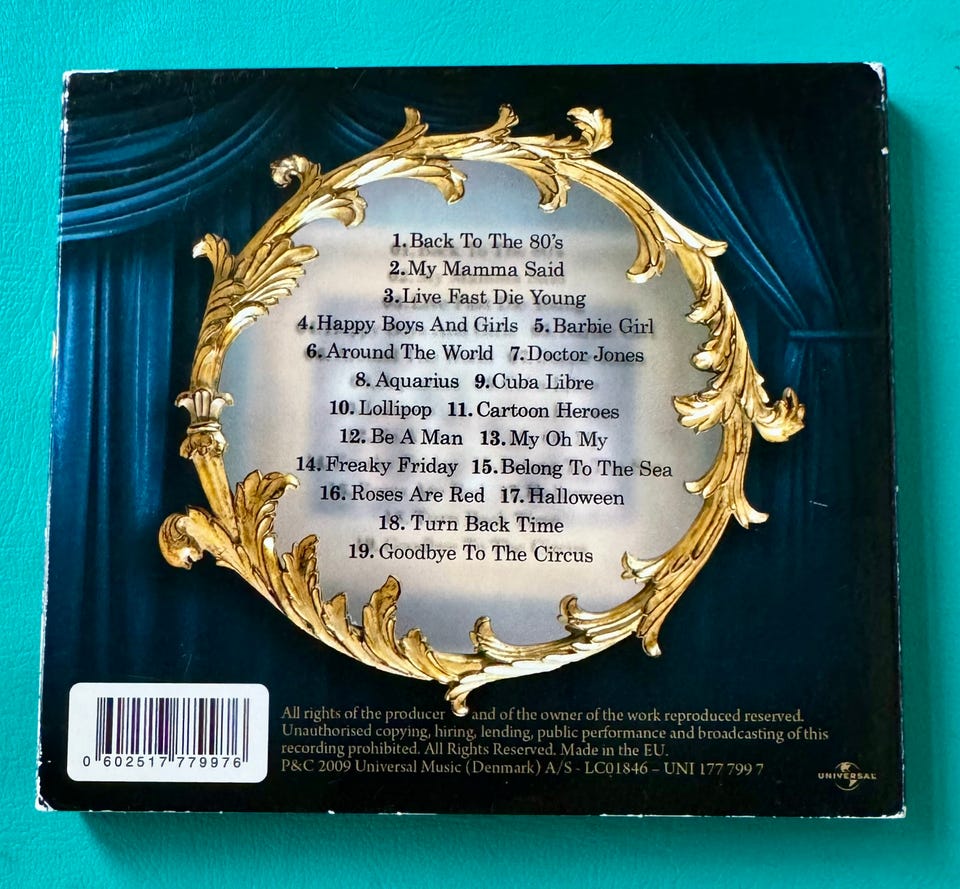 1. Back To The 80's
2. My Mamma Said
3. Live Fast Die Young
4. Happy Boys And Girls 5. Barbie Girl
6. Around The World 7. Doctor Jones
8. Aquarius 9. Cuba Libre
10. Lollipop 11. Cartoon Heroes
12. Be A Man 13. My Oh My
14. Freaky Friday 15. Belong To The Sea
16. Roses Are Red 17. Halloween
18. Turn Back Time
19. Goodbye To The Circus
All rights of the producer and of the owner of the work reproduced reserved.
Unauthorised copying, hiring, lending, public performance and broadcasting of this
recording prohibited. All Rights Reserved. Made in the EU.
P&C 2009 Universal Music (Denmark) A/S - LC01846 – UNI 177 799 7
0 602517 779976
UNIVERSAL